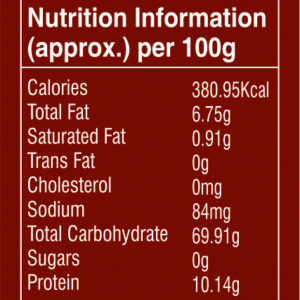 Nutrition Information
(approx.) per 100g
Calories 380.95Kcal
Total Fat 6.75g
Saturated Fat 0.91g
Trans Fat 0g
Cholesterol 0mg
Sodium 84mg
Total Carbohydrate 69.91g
Sugars 0g
Protein 10.14g